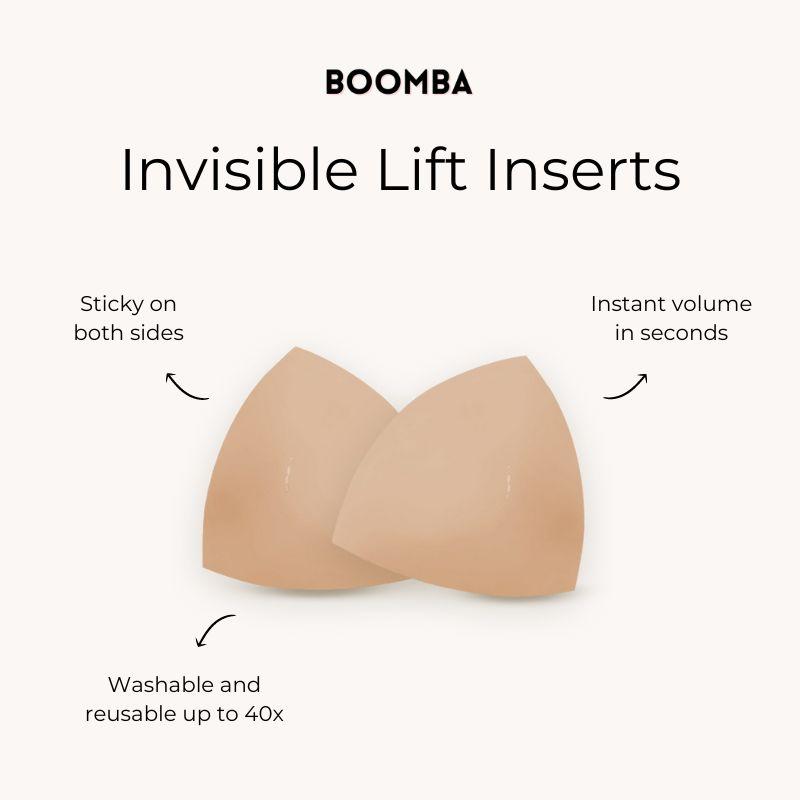 BOOMBA
Invisible Lift Inserts
Sticky on
both sides
Instant volume
in seconds
Washable and
reusable up to 40x